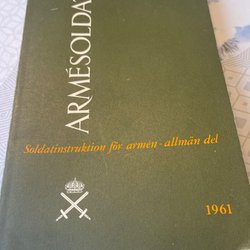 ARMÉSOLDA
Soldatinstruktion för armén - allmän del
1961